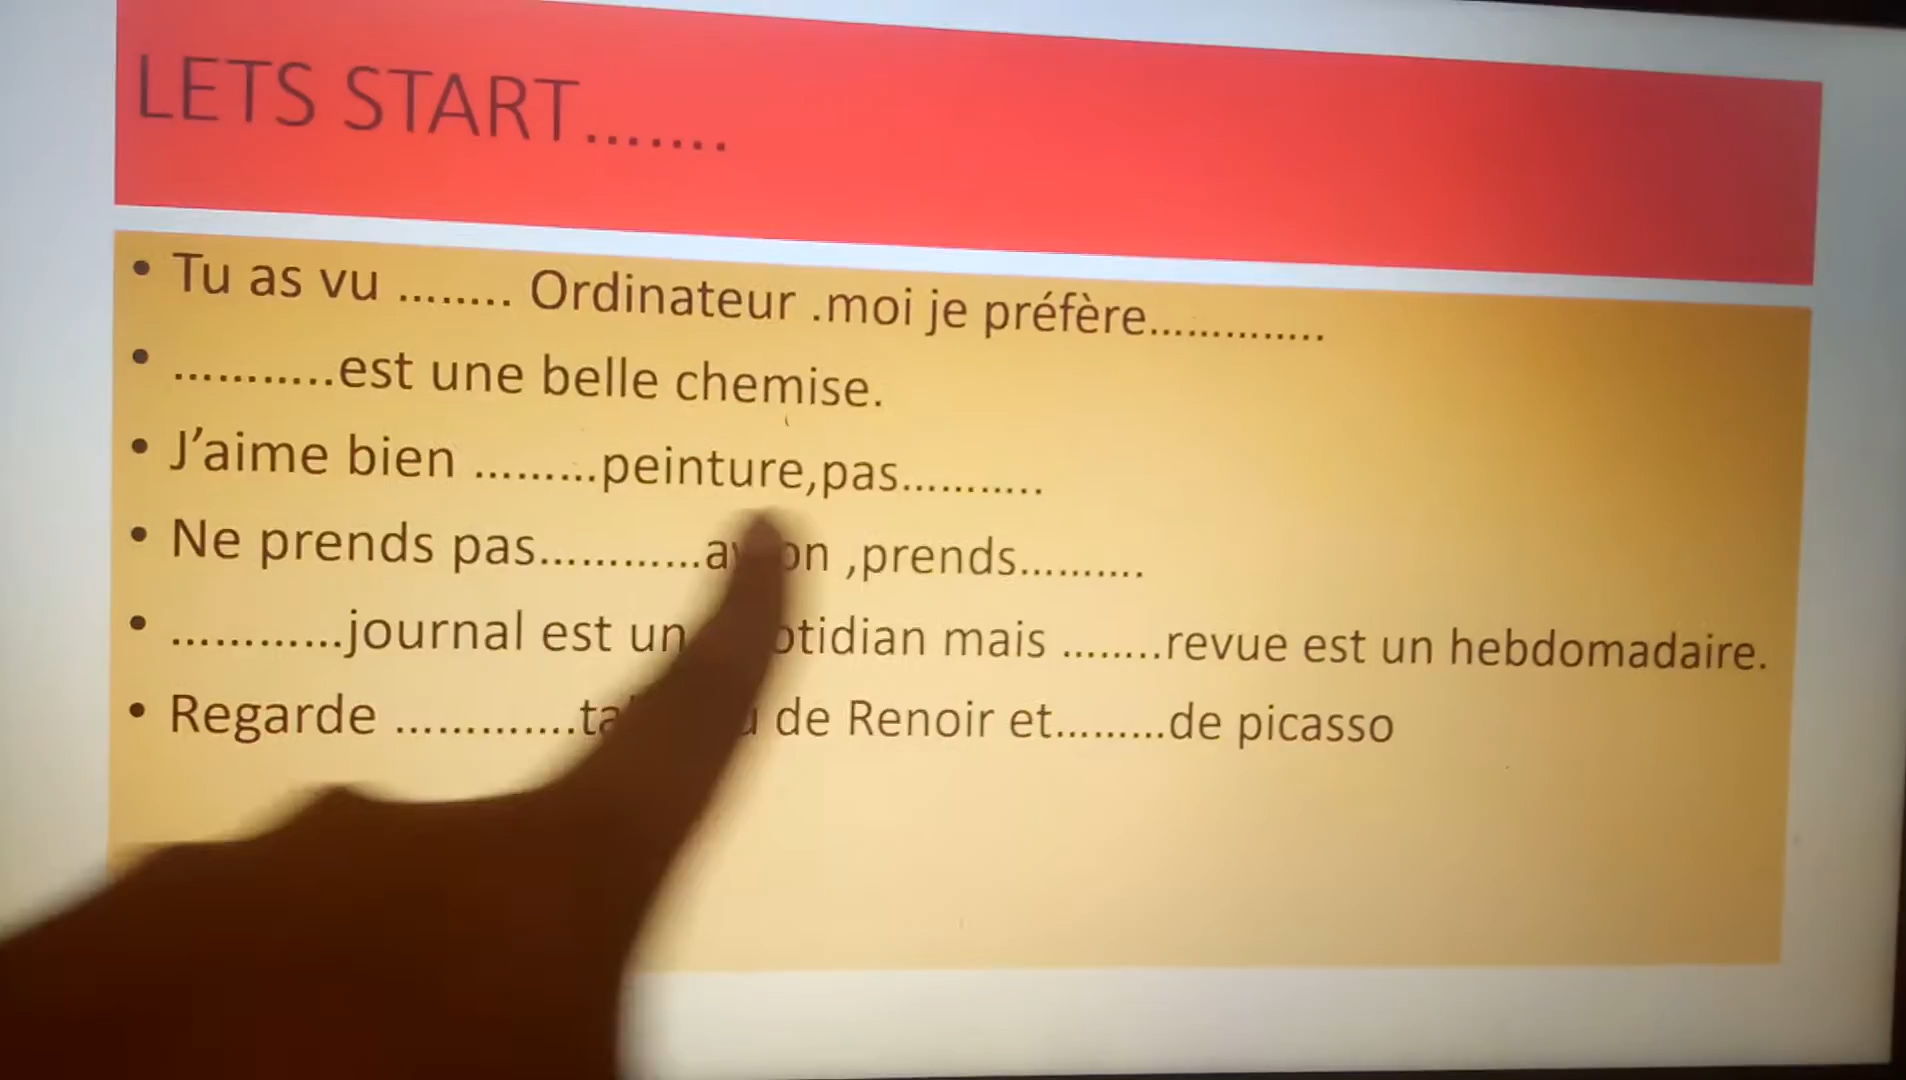 LETS START.......
• Tu as vu ........ Ordinateur .moi je préfère..............
• ...........est une belle chemise.
• J'aime bien .........peinture,pas..........
• Ne prends pas............ ,prends.........
• ............journal est un mais ........revue est un hebdomadaire.
• Regarde ............. de Renoir et........de picasso